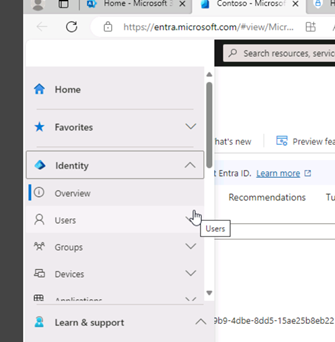 Home - Microsoft
Contoso - Microsoft
https://entra.microsoft.com/#view/Micr...
Search resources, servic
Home
Favorites
hat's new
Preview fea
Identity
t Entra ID. Learn more
Overview
Recommendations
Tu
Users
Users
Groups
Devices
Applications
Learn & support
9b9-4dbe-8dd5-15ae25b8eb22